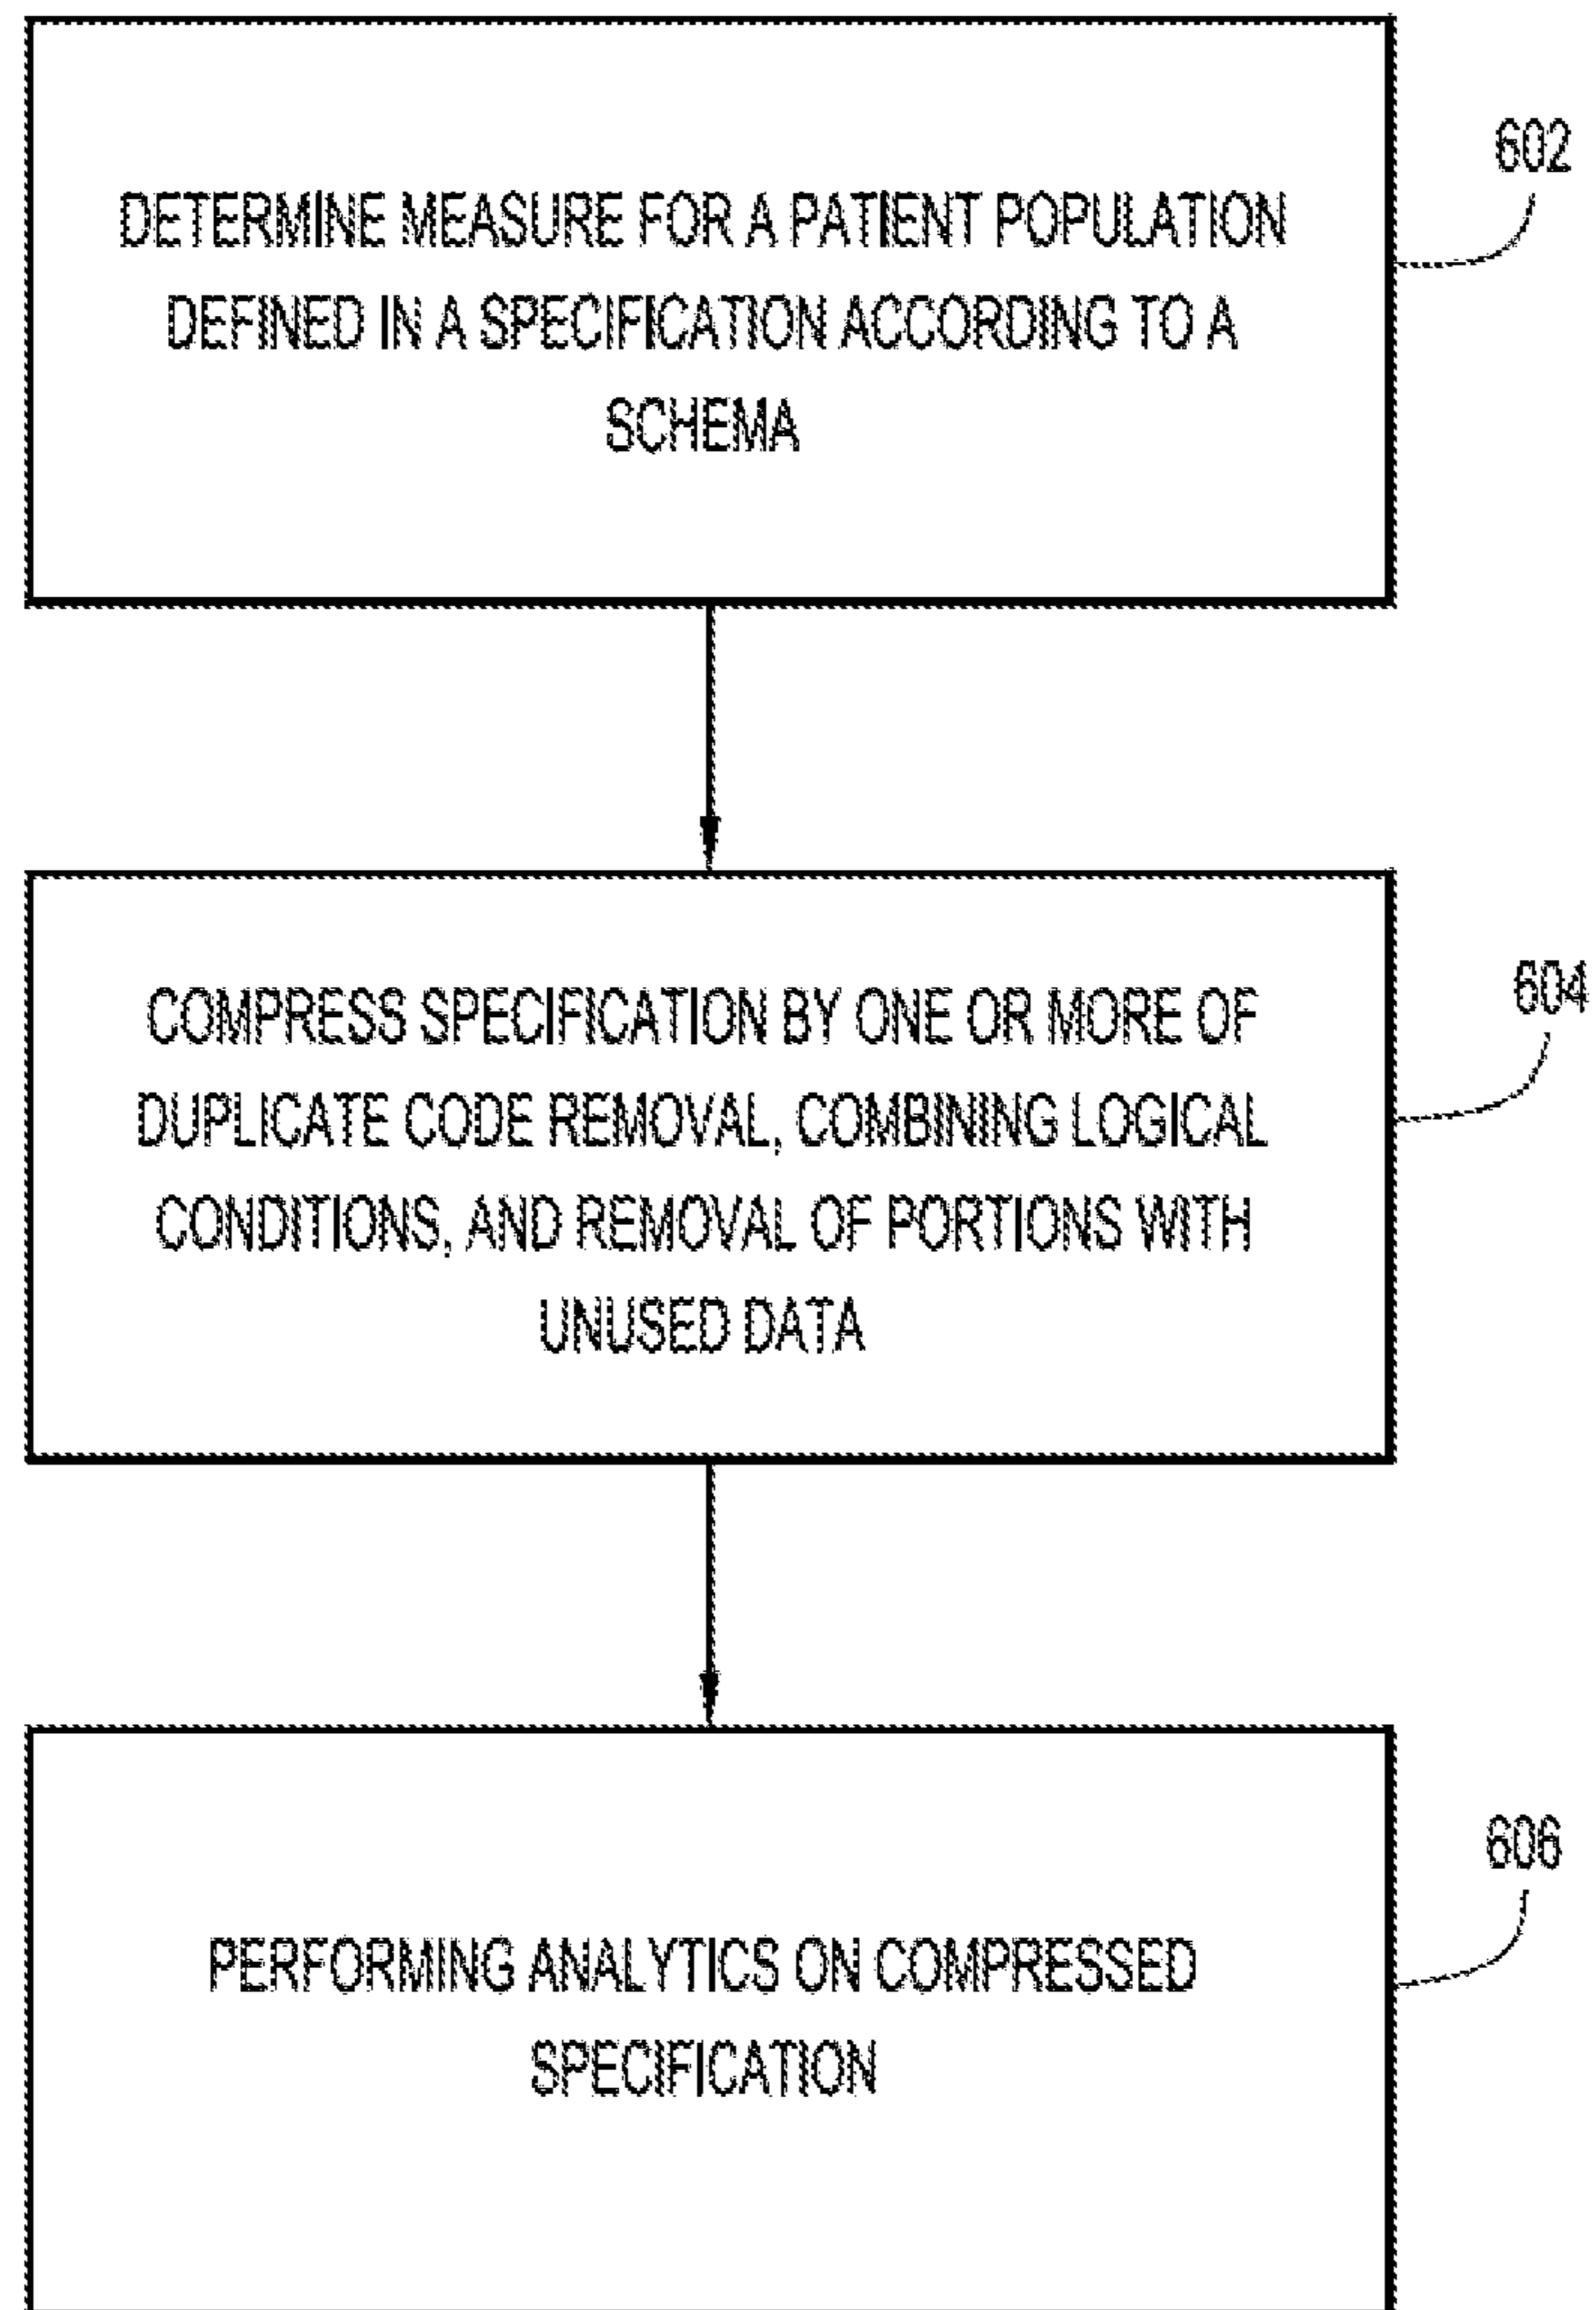 DETERMINE MEASURE FOR A PATIENT POPULATION
DEFINED IN A SPECIFICATION ACCORDING TO A
SCHEMA
602
COMPRESS SPECIFICATION BY ONE OR MORE OF
DUPLICATE CODE REMOVAL, COMBINING LOGICAL
CONDITIONS, AND REMOVAL OF PORTIONS WITH
UNUSED DATA
604
PERFORMING ANALYTICS ON COMPRESSED
SPECIFICATION
606